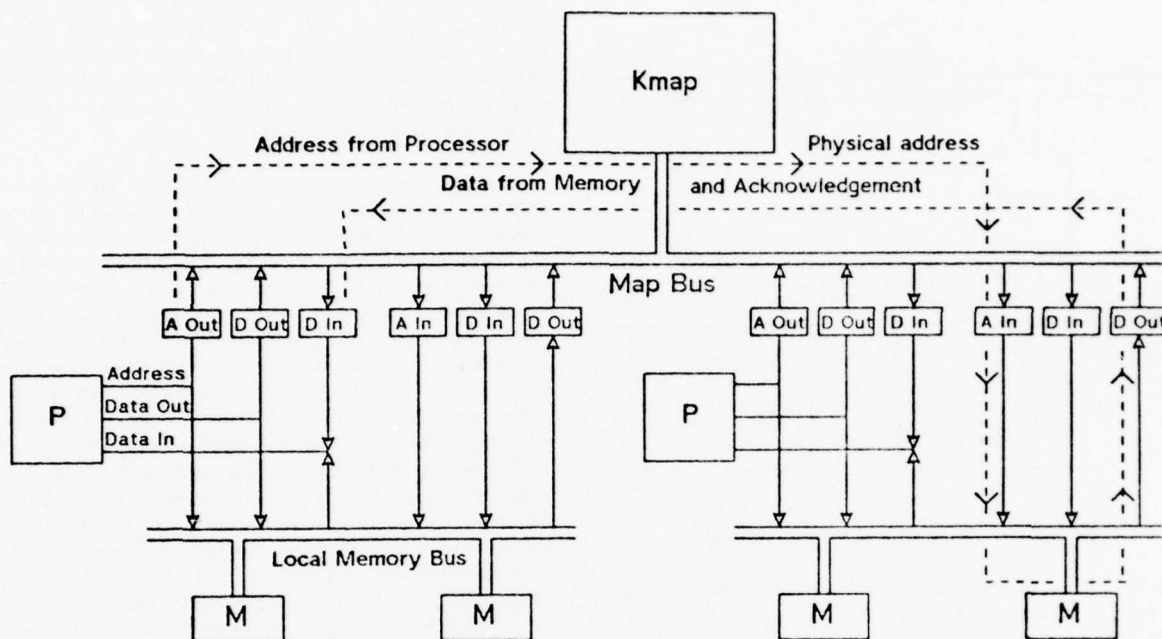 Kmap
Address from Processor
Physical address
Data from Memory
and Acknowledgement
Map Bus
A Out
D Out
D In
A In
D In
D Out
A Out
D Out
D In
A In
D In
D Out
P
Address
Data Out
Data In
P
Local Memory Bus
M
M
M
M